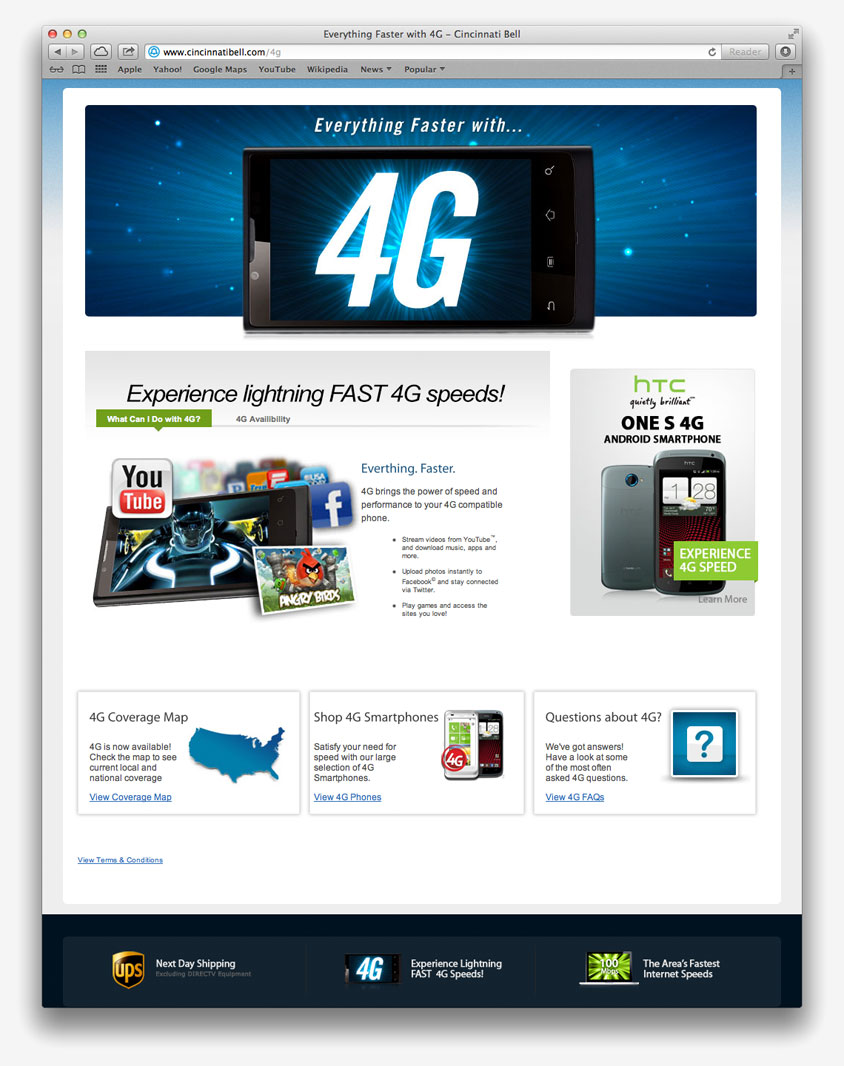 Everything Faster with 4G – Cincinnati Bell
www.cincinnatibell.com/4g
Reader
Apple Yahoo! Google Maps YouTube Wikipedia News Popular
Everything Faster with...
4G
Experience lightning FAST 4G speeds!
What Can I Do with 4G?
4G Availibility
You
Tube
f
ANGRY BIRDS
Everthing. Faster.
4G brings the power of speed and
performance to your 4G compatible
phone.
Stream videos from YouTube™,
and download music, apps and
more.
Upload photos instantly to
Facebook© and stay connected
via Twitter.
Play games and access the
sites you love!
hTC
quietly brilliant™
ONE S 4G
ANDROID SMARTPHONE
hTC
1 28
EXPERIENCE
4G SPEED
Learn More
4G Coverage Map
4G is now available!
Check the map to see
current local and
national coverage
View Coverage Map
Shop 4G Smartphones
Satisfy your need for
speed with our large
selection of 4G
Smartphones.
4G
View 4G Phones
Questions about 4G?
We've got answers!
Have a look at some
of the most often
asked 4G questions.
?
View 4G FAQs
View Terms & Conditions
ups
Next Day Shipping
Excluding DIRECTV Equipment
4G
Experience Lightning
FAST 4G Speeds!
100
Mbps
The Area's Fastest
Internet Speeds